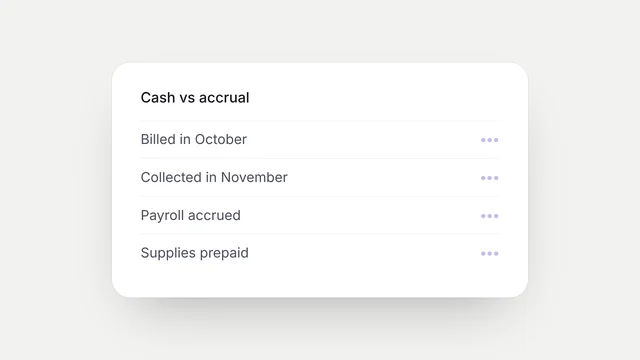 Cash vs accrual
Billed in October
Collected in November
Payroll accrued
Supplies prepaid